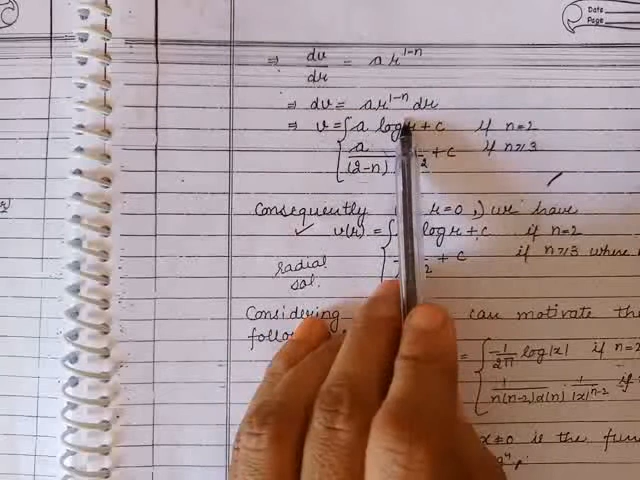 Date
Page
⇒ dv/dr = a r^{1-n}
⇒ dv = a r^{1-n} dr
⇒ v = { a log r + c if n=2
a/(2-n) + c if n≥3
Consequently r=0, we have
✓ v(r) = { log r + c if n=2
+ c if n≥3 where
radial
sol.
Considering can motivate the
= { 1/2π log|x| if n=2
1/n(n-2)α(n) 1/|x|^{n-2} if
x≠0 is the fun